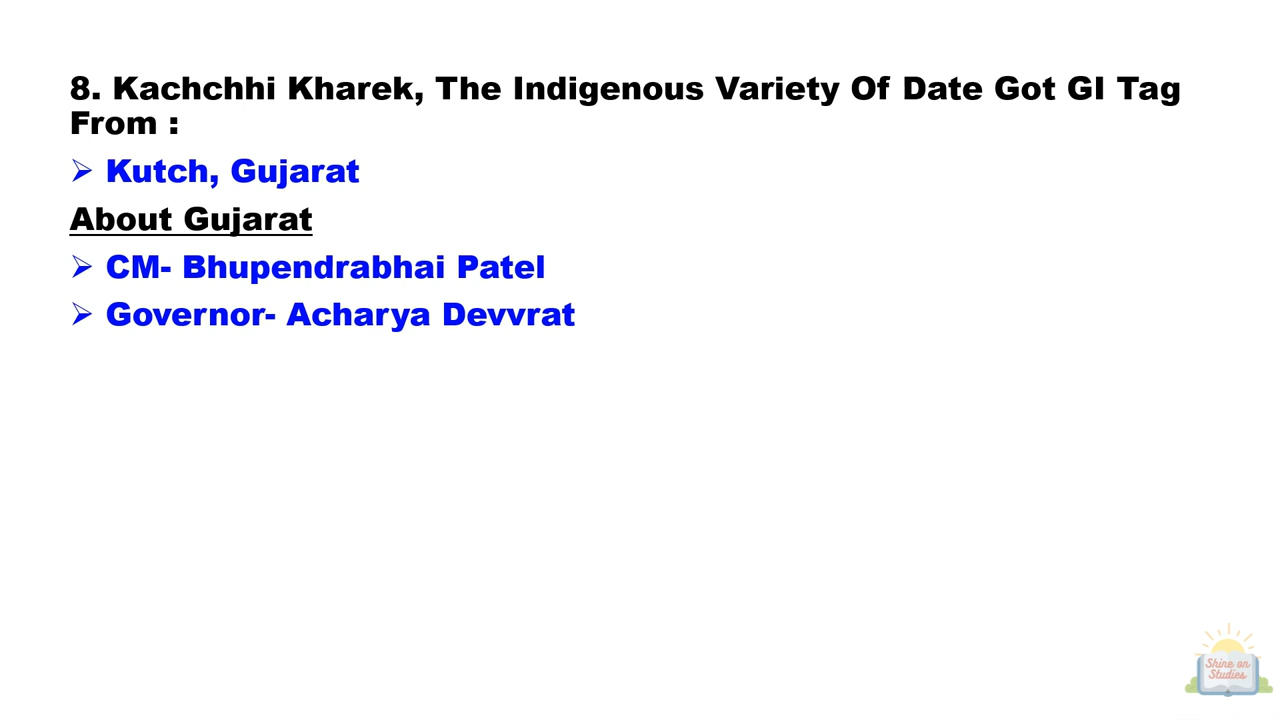 8. Kachchhi Kharek, The Indigenous Variety Of Date Got GI Tag
From :
➢ Kutch, Gujarat
About Gujarat
➢ CM- Bhupendrabhai Patel
➢ Governor- Acharya Devvrat
Shine on
Studies